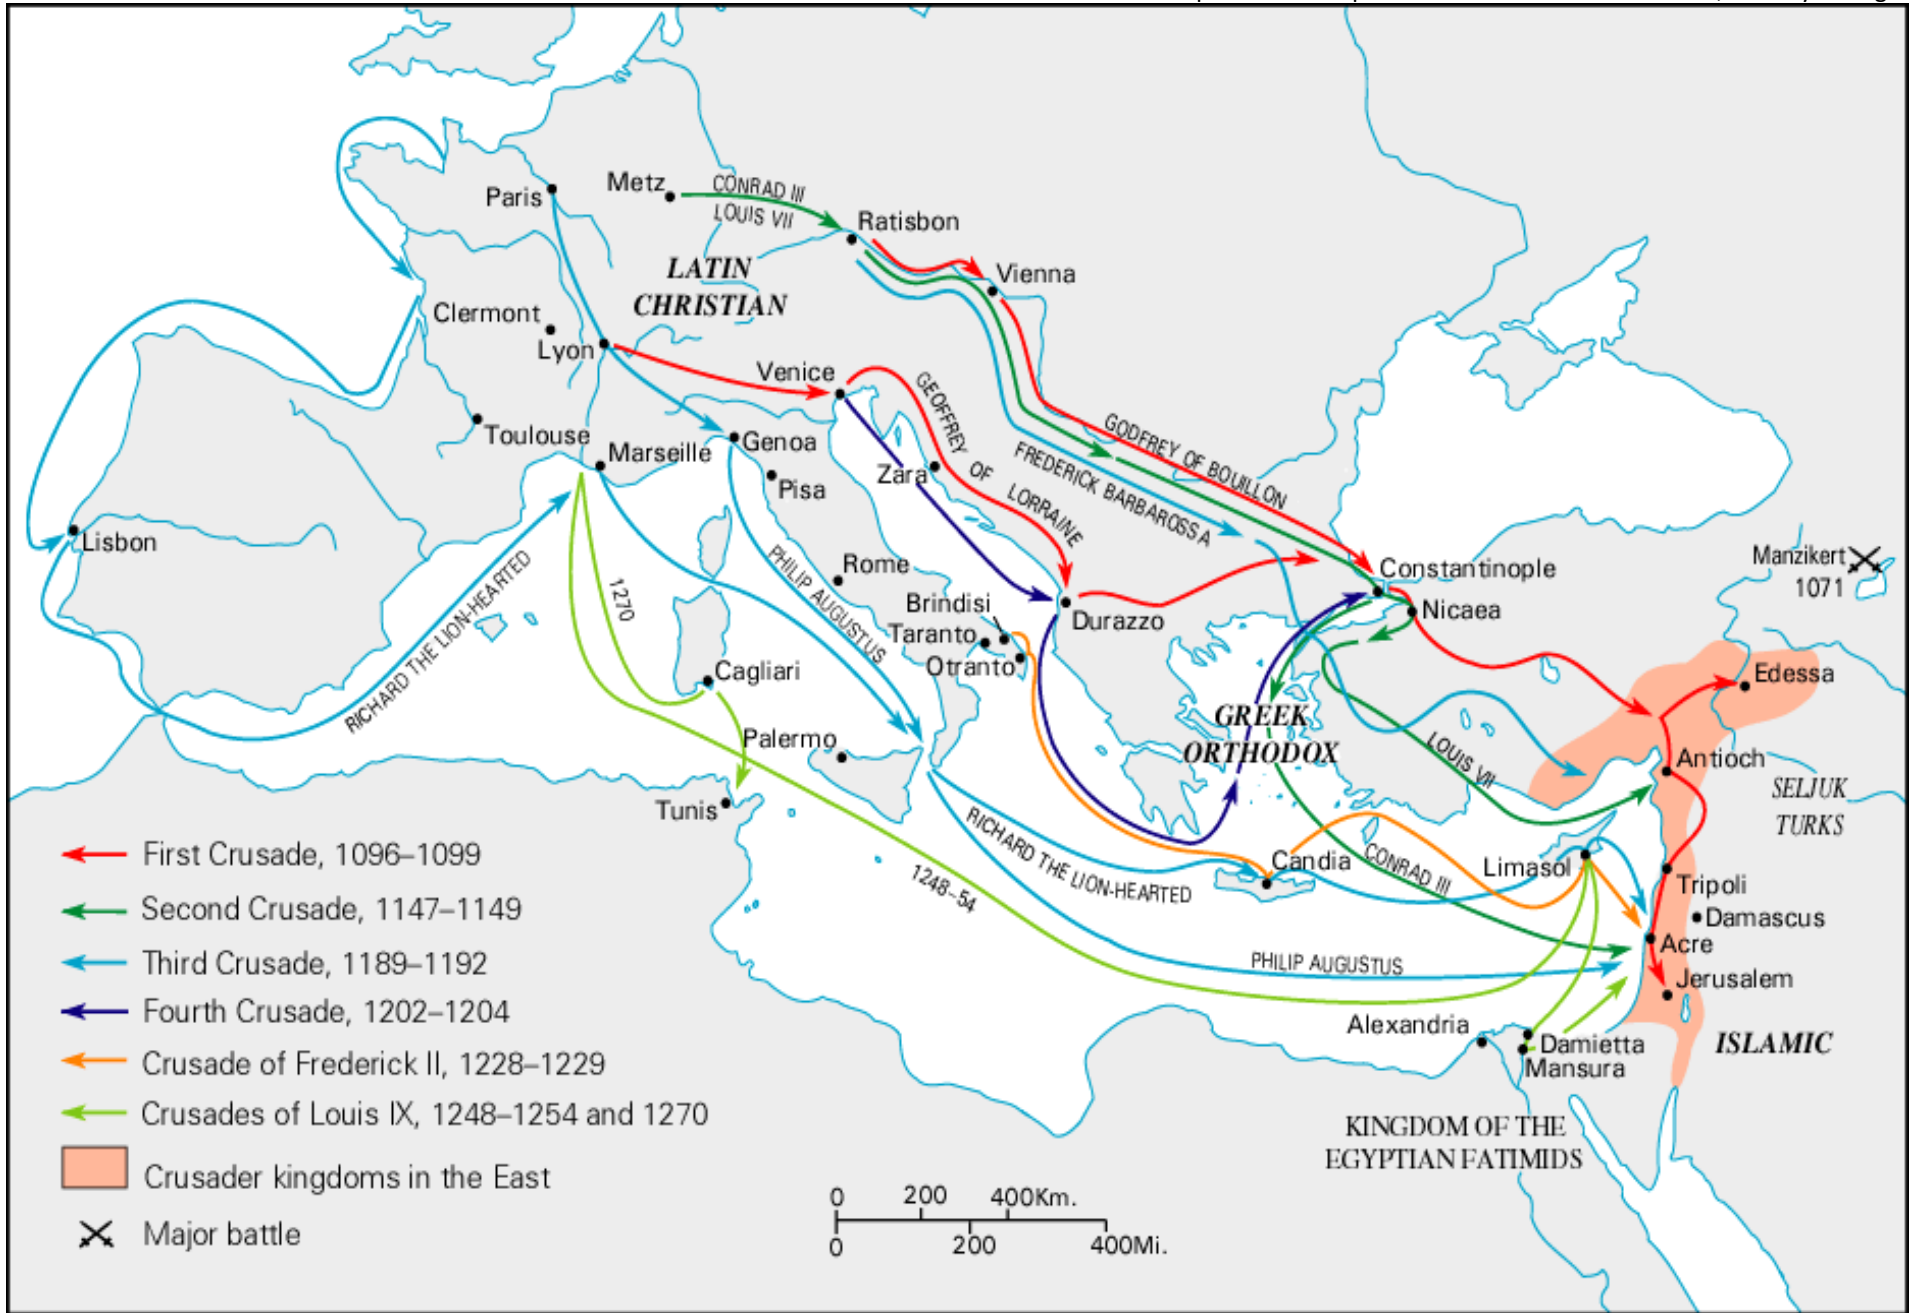 Paris
Metz
CONRAD III
LOUIS VII
Ratisbon
LATIN
CHRISTIAN
Vienna
Clermont
Lyon
Venice
GEOFFREY OF LORRAINE
GODFREY OF BOUILLON
FREDERICK BARBAROSSA
Toulouse
Marseille
Genoa
Pisa
Zara
Lisbon
RICHARD THE LION-HEARTED
1270
PHILIP AUGUSTUS
Rome
Brindisi
Taranto
Otranto
Durazzo
Constantinople
Nicaea
Manzikert
1071
Edessa
Cagliari
Palermo
Tunis
GREEK
ORTHODOX
LOUIS VII
Antioch
SELJUK
TURKS
RICHARD THE LION-HEARTED
1248–54
Candia
CONRAD III
Limasol
Tripoli
Damascus
Acre
PHILIP AUGUSTUS
Jerusalem
Alexandria
Damietta
Mansura
ISLAMIC
KINGDOM OF THE
EGYPTIAN FATIMIDS
First Crusade, 1096–1099
Second Crusade, 1147–1149
Third Crusade, 1189–1192
Fourth Crusade, 1202–1204
Crusade of Frederick II, 1228–1229
Crusades of Louis IX, 1248–1254 and 1270
Crusader kingdoms in the East
Major battle
0 200 400Km.
0 200 400Mi.